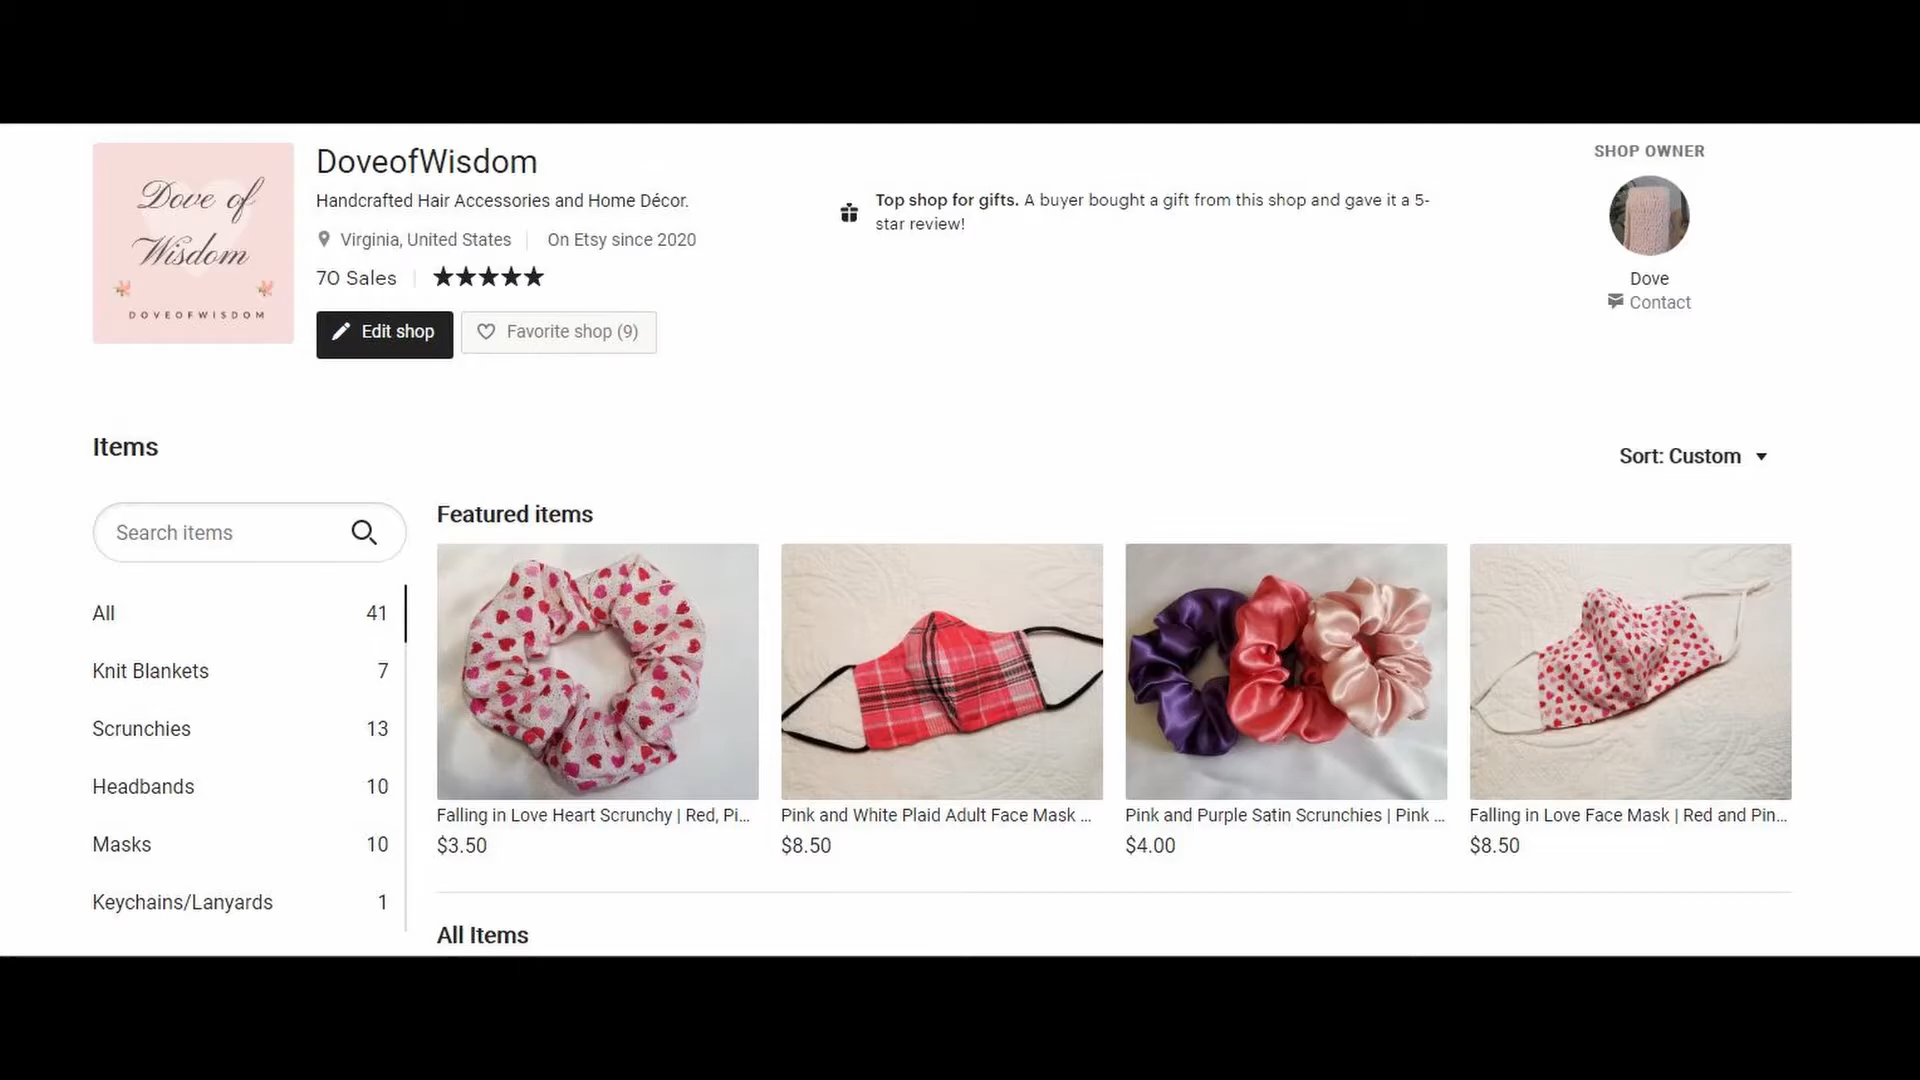 Dove of
Wisdom
DOVEOFWISDOM
DoveofWisdom
Handcrafted Hair Accessories and Home Décor.
Virginia, United States
On Etsy since 2020
70 Sales
Edit shop
Favorite shop (9)
Top shop for gifts. A buyer bought a gift from this shop and gave it a 5-
star review!
SHOP OWNER
Dove
Contact
Items
Sort: Custom
Search items
All 41
Knit Blankets 7
Scrunchies 13
Headbands 10
Masks 10
Keychains/Lanyards 1
Featured items
Falling in Love Heart Scrunchy | Red, Pi...
$3.50
Pink and White Plaid Adult Face Mask ...
$8.50
Pink and Purple Satin Scrunchies | Pink ...
$4.00
Falling in Love Face Mask | Red and Pin...
$8.50
All Items